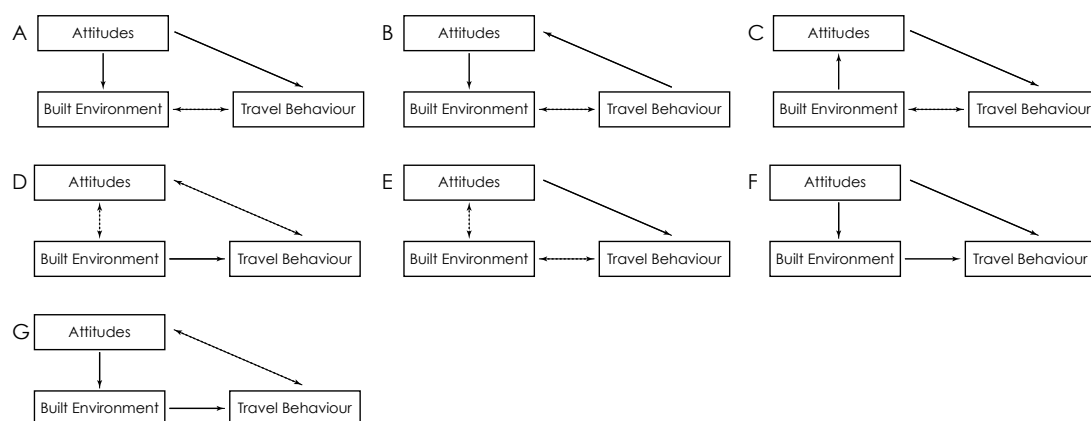 A Attitudes
Built Environment Travel Behaviour
B Attitudes
Built Environment Travel Behaviour
C Attitudes
Built Environment Travel Behaviour
D Attitudes
Built Environment Travel Behaviour
E Attitudes
Built Environment Travel Behaviour
F Attitudes
Built Environment Travel Behaviour
G Attitudes
Built Environment Travel Behaviour